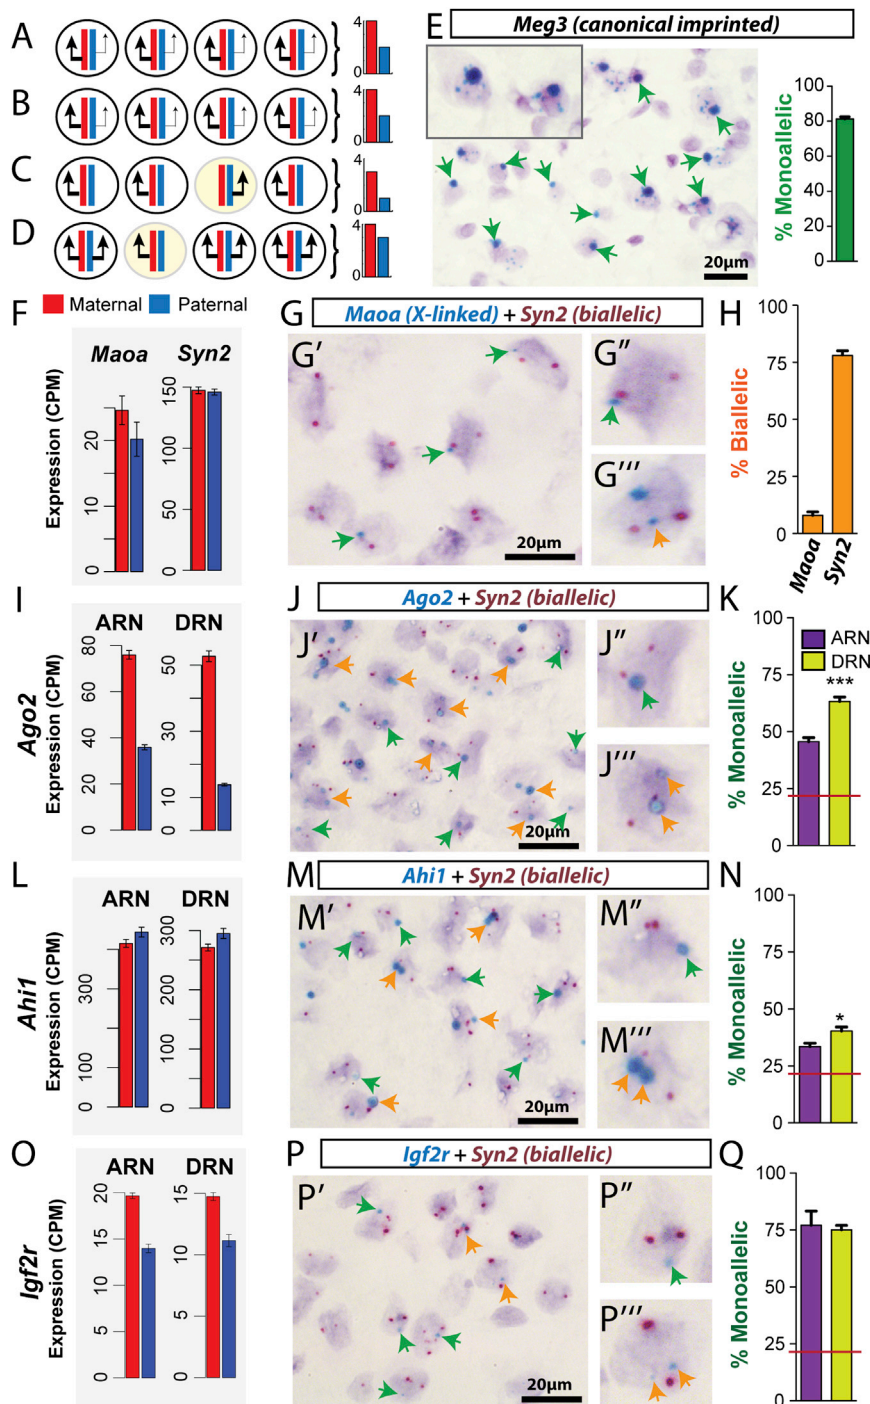 A
4
0
B
4
0
C
4
0
D
4
0
E
Meg3 (canonical imprinted)
20µm
% Monoallelic
100
80
60
40
20
0
Maternal
Paternal
F
Maoa
Syn2
Expression (CPM)
20
10
0
150
100
50
0
G
Maoa (X-linked) + Syn2 (biallelic)
G'
G''
G'''
20µm
H
% Biallelic
100
75
50
25
0
Maoa
Syn2
I
ARN
DRN
Ago2
Expression (CPM)
80
60
40
20
0
50
30
10
0
J
Ago2 + Syn2 (biallelic)
J'
J''
J'''
20µm
K
% Monoallelic
100
75
50
25
0
ARN
DRN
***
L
ARN
DRN
Ahi1
Expression (CPM)
300
100
0
300
200
100
0
M
Ahi1 + Syn2 (biallelic)
M'
M''
M'''
20µm
N
% Monoallelic
100
75
50
25
0
*
O
ARN
DRN
Igf2r
Expression (CPM)
20
15
10
5
0
15
10
5
0
P
Igf2r + Syn2 (biallelic)
P'
P''
P'''
20µm
Q
% Monoallelic
100
75
50
25
0